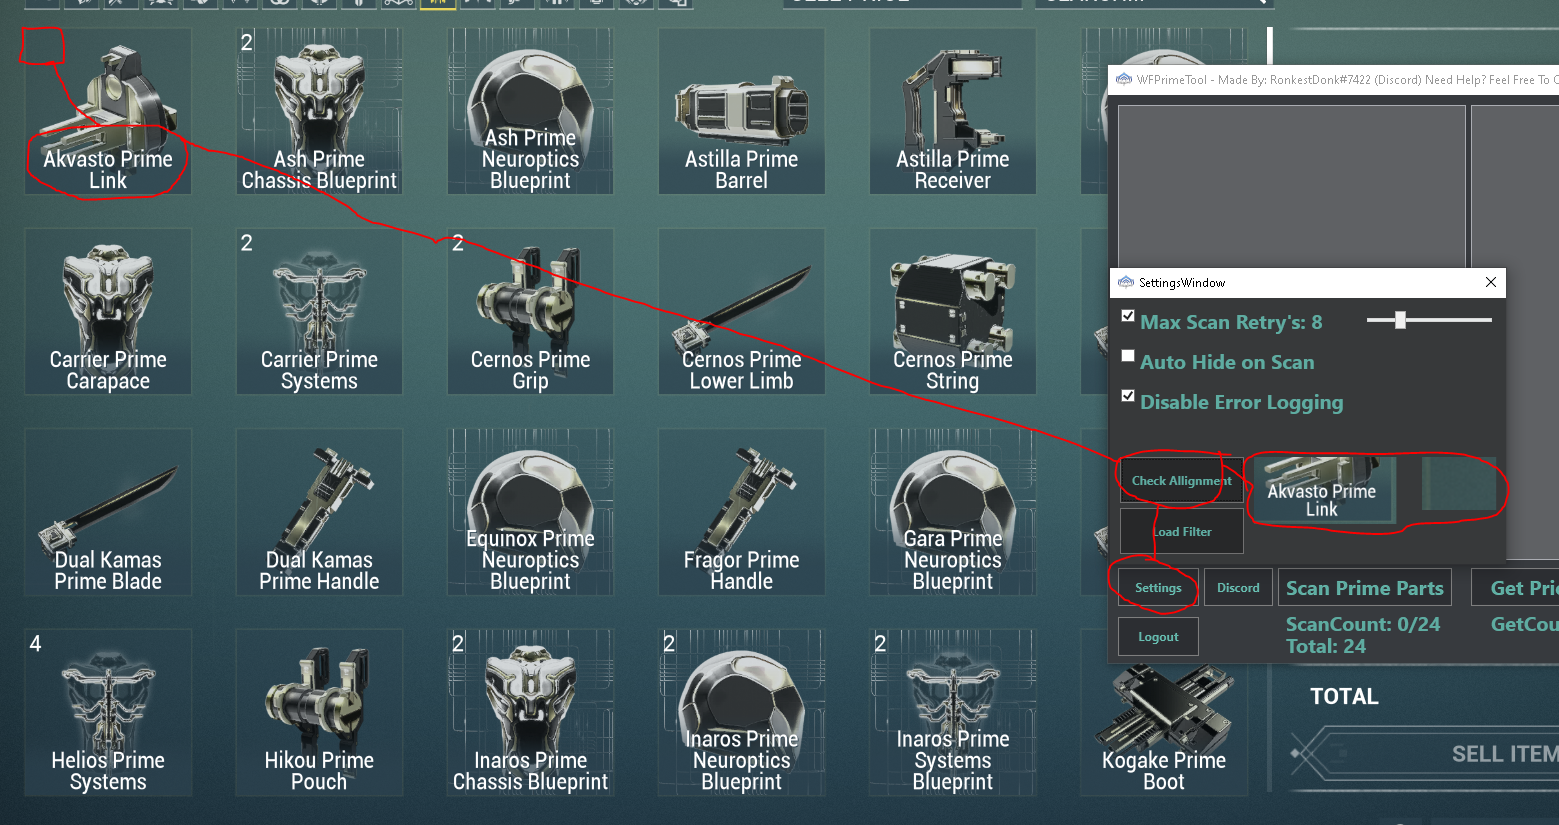 2
Akvasto Prime
Link
Ash Prime
Chassis Blueprint
Ash Prime
Neuroptics
Blueprint
Astilla Prime
Barrel
Astilla Prime
Receiver
WFPrimeTool - Made By: RonkestDonk#7422 (Discord) Need Help? Feel Free To
2
2
Carrier Prime
Carapace
Carrier Prime
Systems
Cernos Prime
Grip
Cernos Prime
Lower Limb
Cernos Prime
String
SettingsWindow
Max Scan Retry's: 8
Auto Hide on Scan
Disable Error Logging
Check Allignment
Akvasto Prime
Link
Load Filter
Dual Kamas
Prime Blade
Dual Kamas
Prime Handle
Equinox Prime
Neuroptics
Blueprint
Fragor Prime
Handle
Gara Prime
Neuroptics
Blueprint
Settings
Discord
Scan Prime Parts
Get Pri
ScanCount: 0/24
Total: 24
GetCou
Logout
4
2
2
2
Helios Prime
Systems
Hikou Prime
Pouch
Inaros Prime
Chassis Blueprint
Inaros Prime
Neuroptics
Blueprint
Inaros Prime
Systems
Blueprint
Kogake Prime
Boot
TOTAL
SELL ITEM